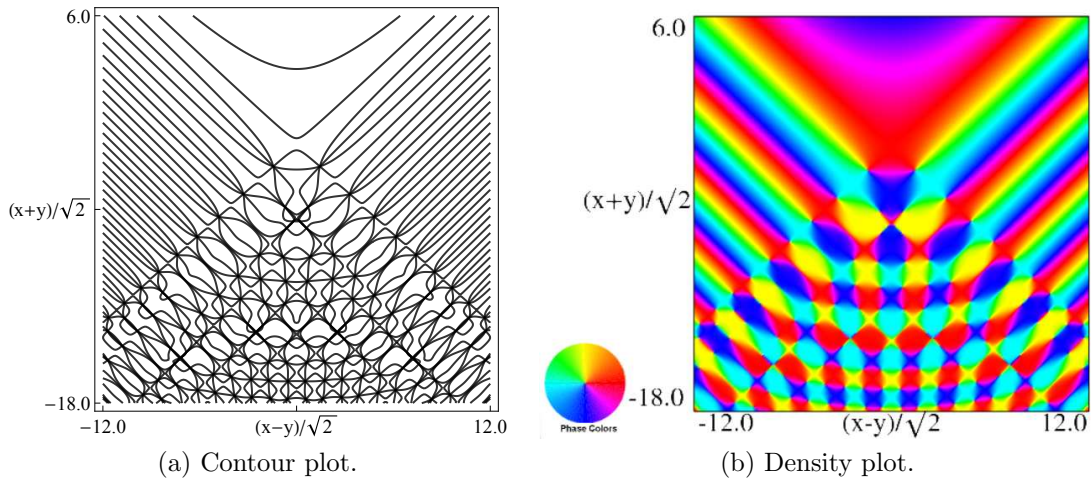 6.0
(x+y)/√2
−18.0
−12.0
(x−y)/√2
12.0
(a) Contour plot.
6.0
(x+y)/√2
Phase Colors
-18.0
-12.0
(x-y)/√2
12.0
(b) Density plot.